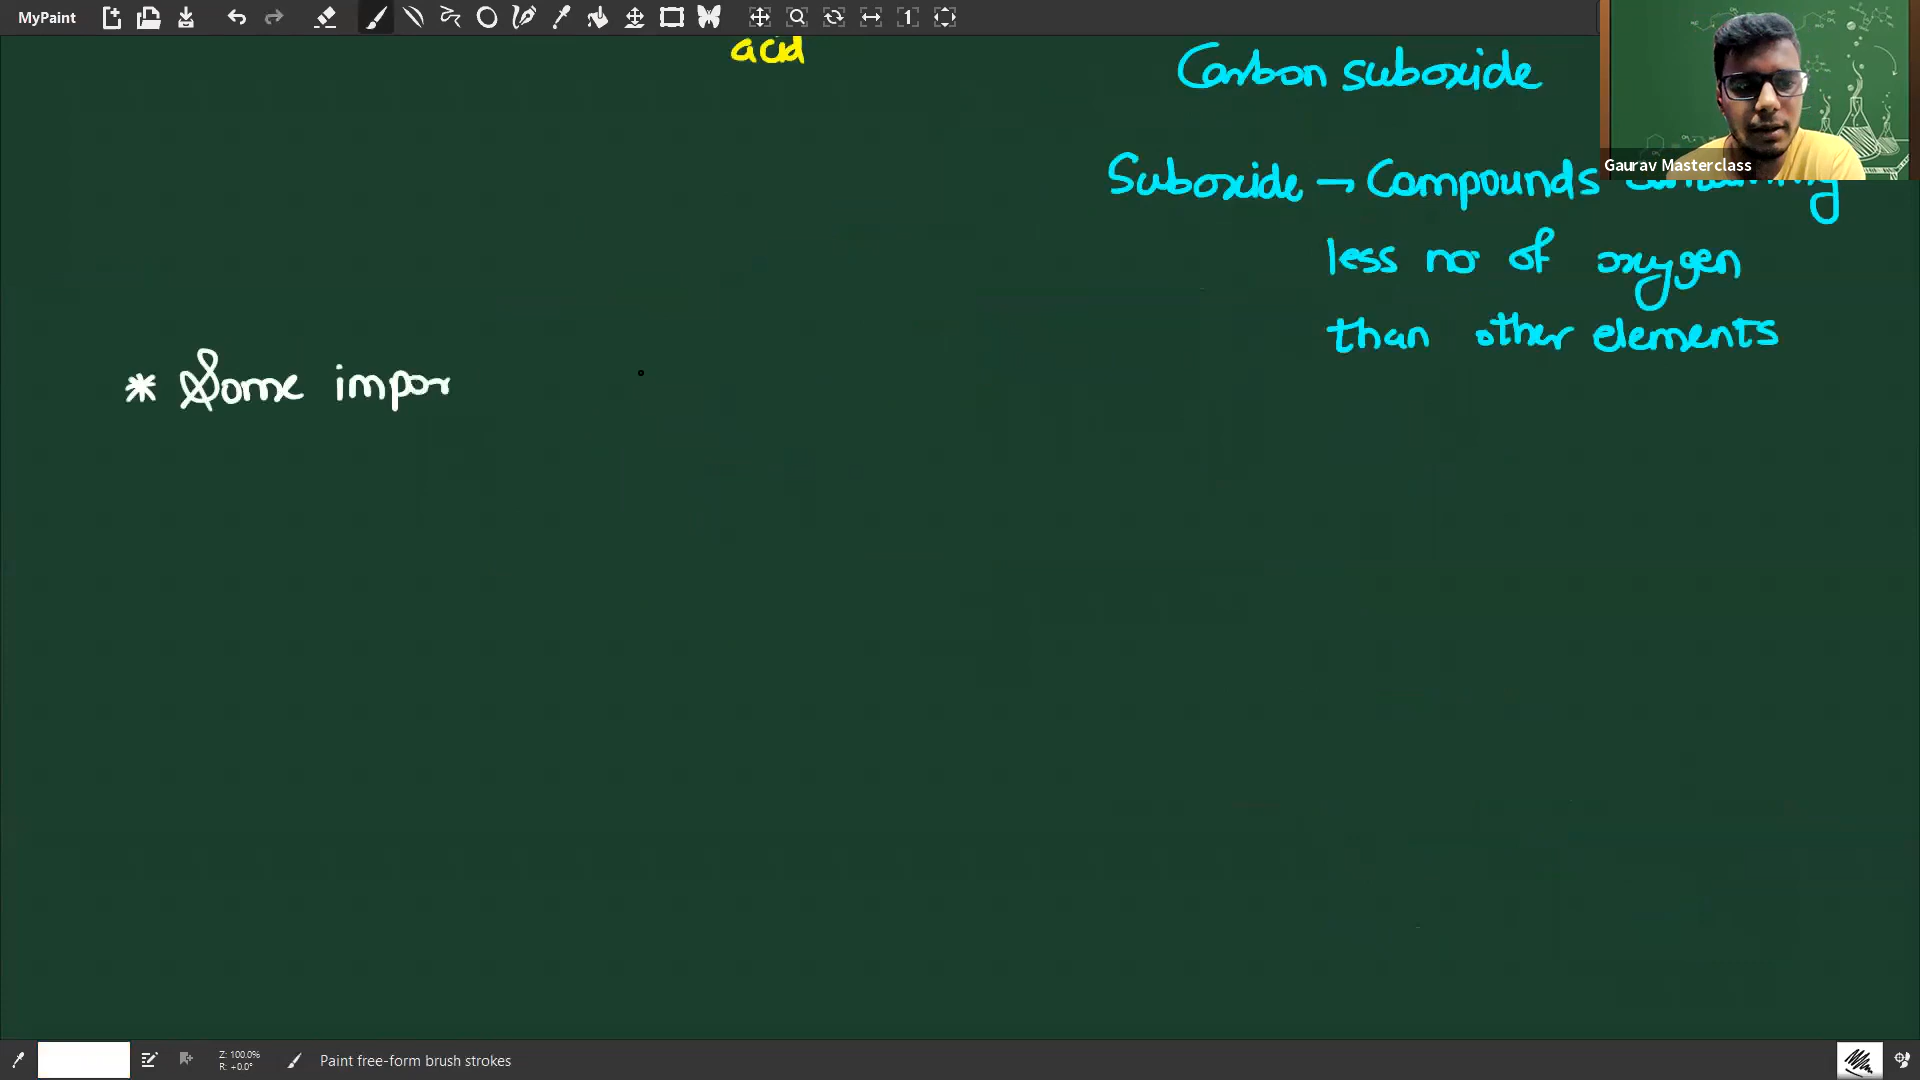 MyPaint
acid
Carbon suboxide
Gaurav Masterclass
Suboxide → Compounds containing
less no of oxygen
than other elements
* Some impor
Z: 100.0%
R: +0.0°
Paint free-form brush strokes